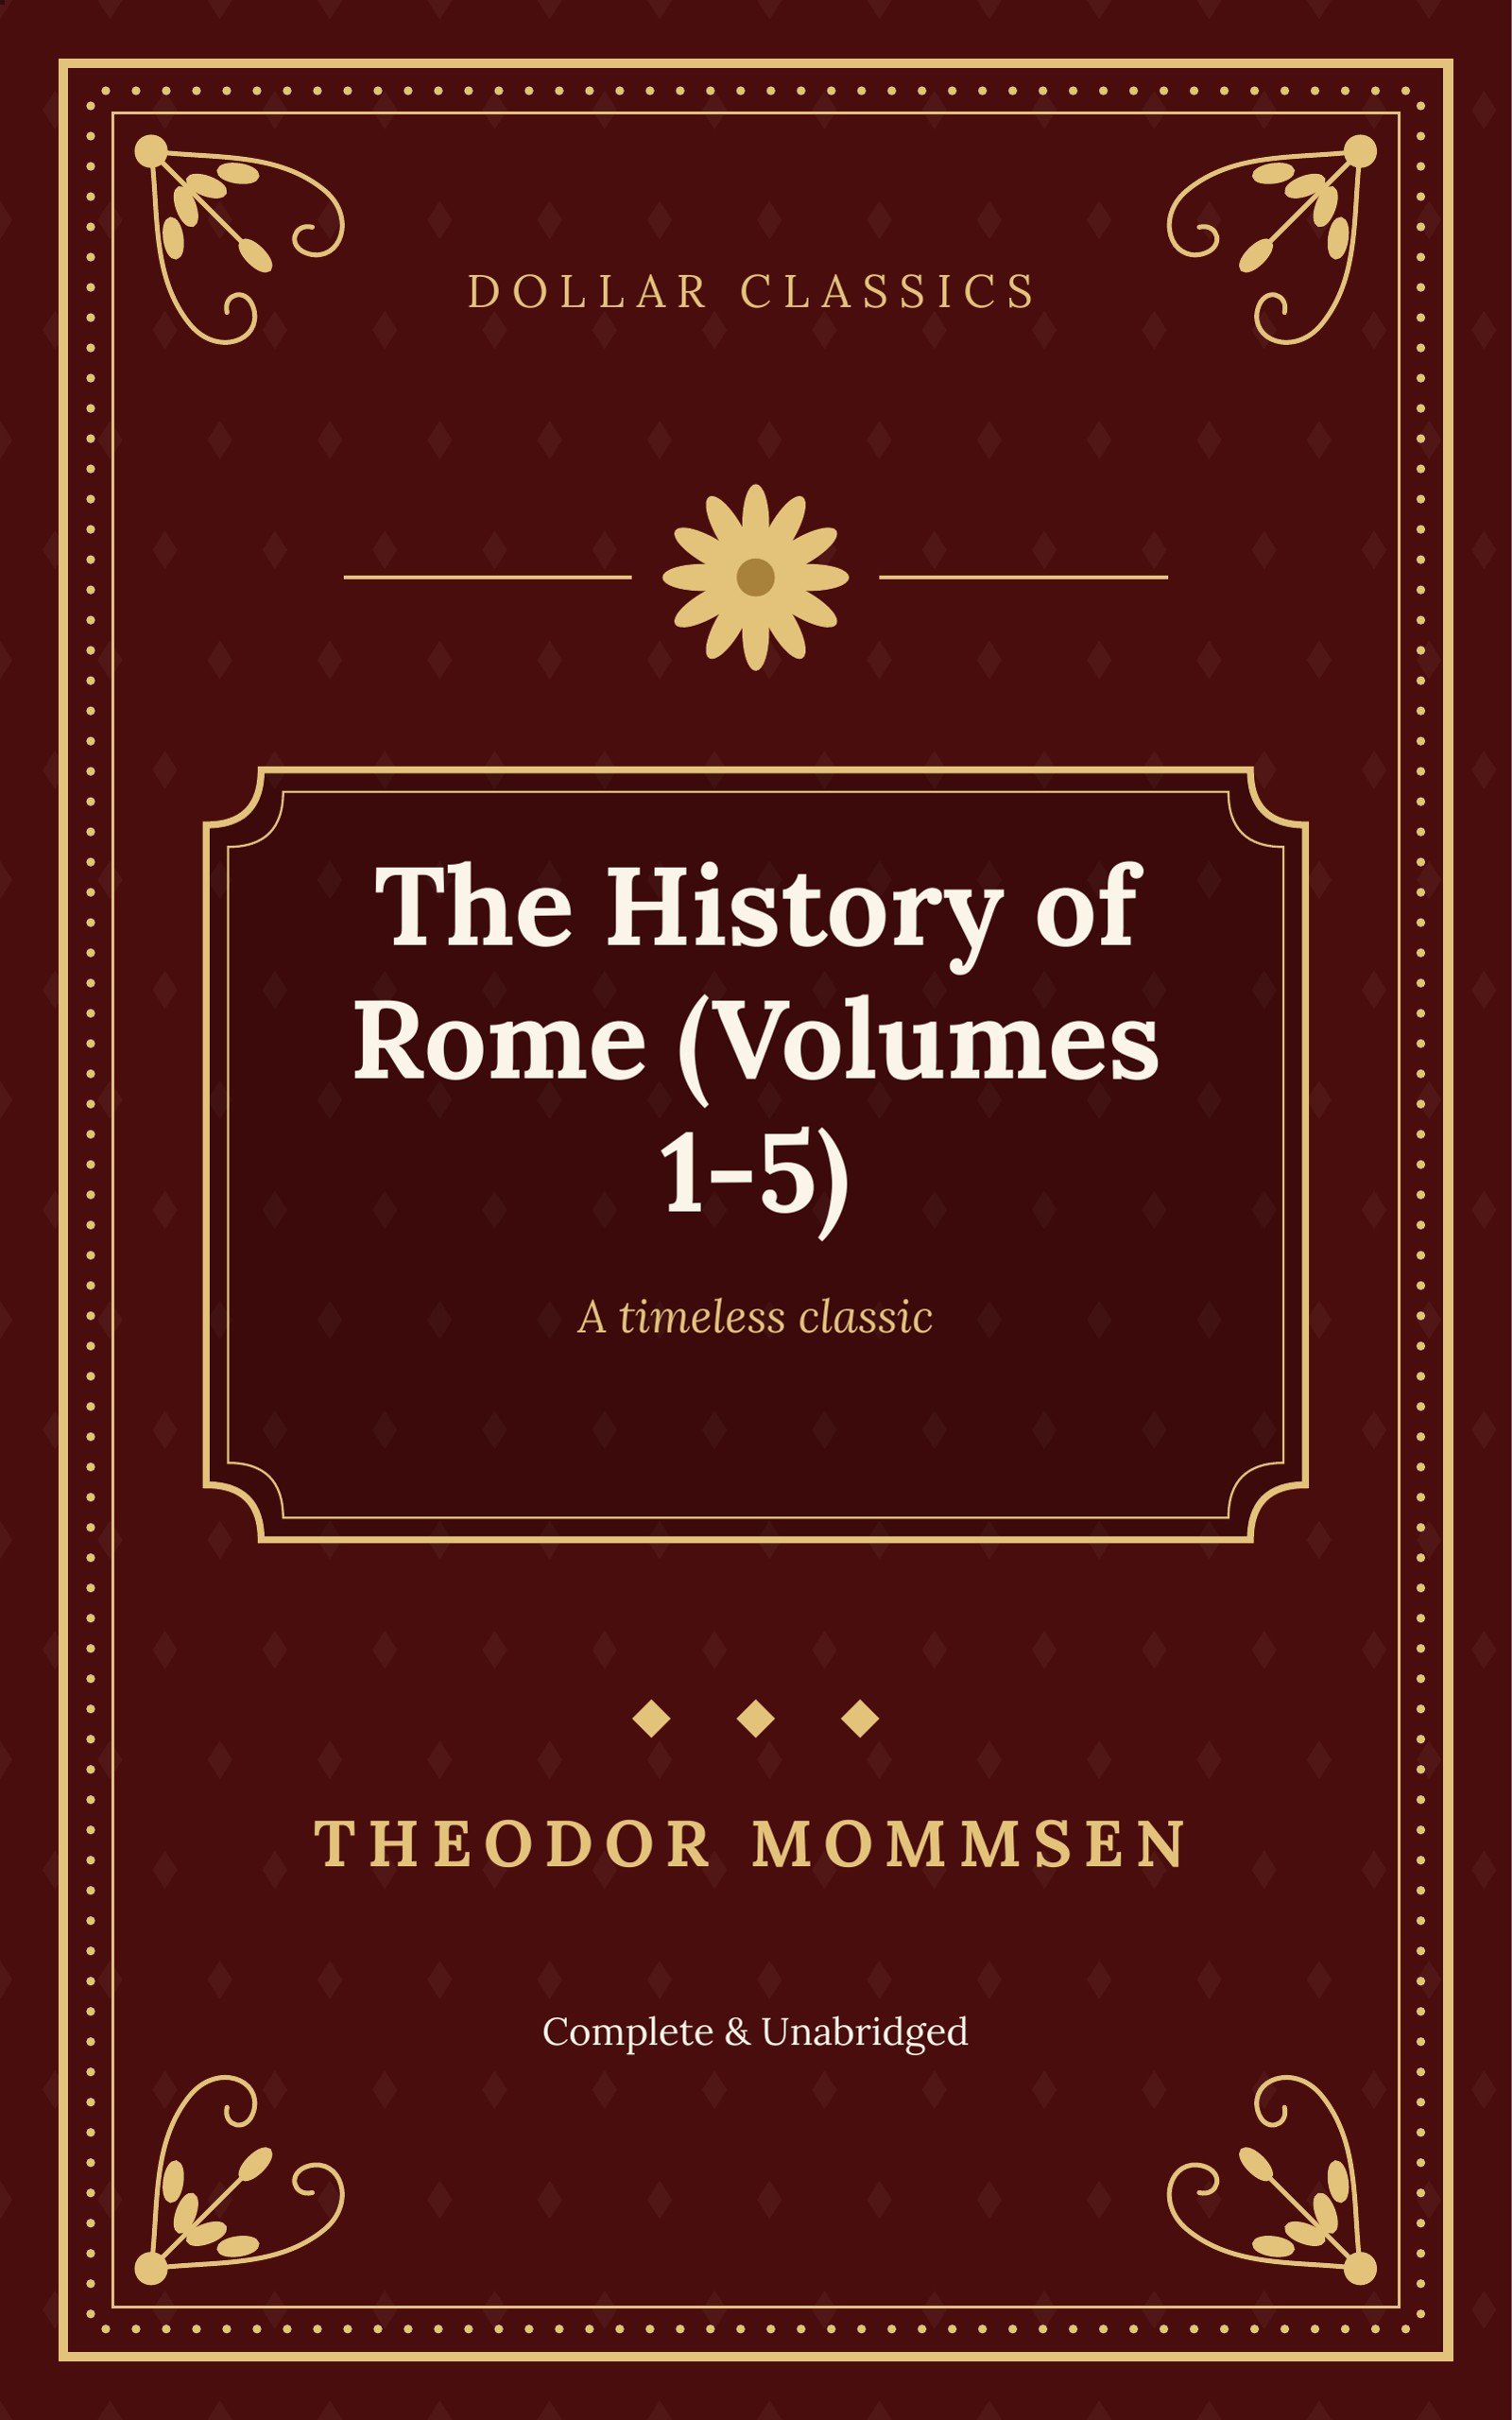 DOLLAR CLASSICS
The History of
Rome (Volumes
1-5)
A timeless classic
THEODOR MOMMSEN
Complete & Unabridged